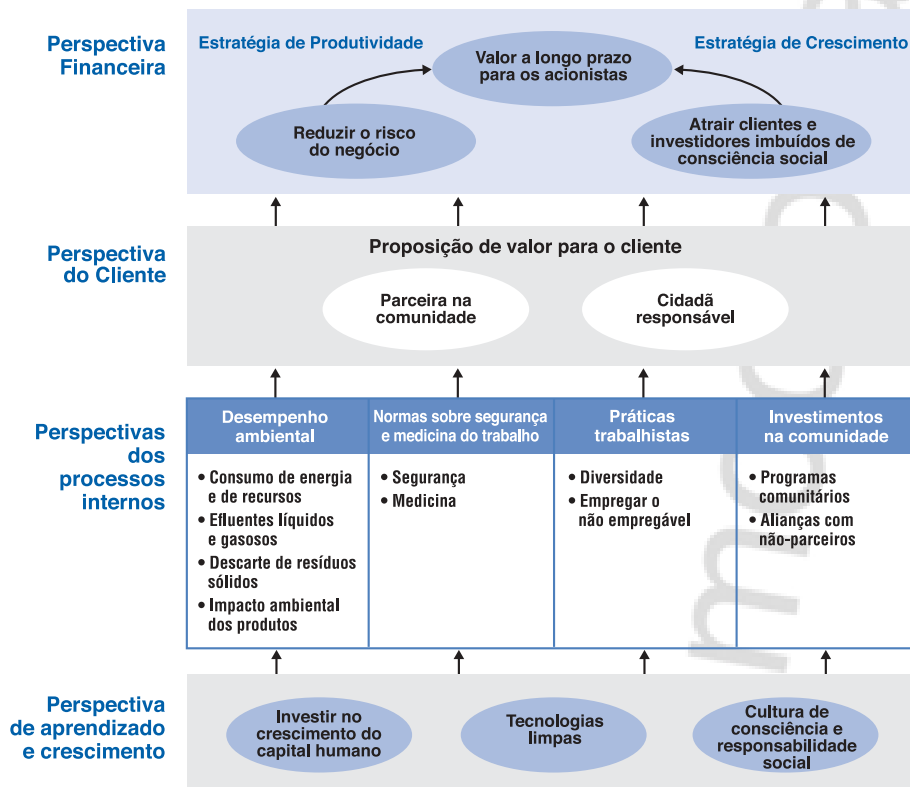 Perspectiva
Financeira
Estratégia de Produtividade
Valor a longo prazo
para os acionistas
Estratégia de Crescimento
Reduzir o risco
do negócio
Atrair clientes e
investidores imbuídos de
consciência social
Perspectiva
do Cliente
Proposição de valor para o cliente
Parceira na
comunidade
Cidadã
responsável
Perspectivas
dos
processos
internos
Desempenho
ambiental
• Consumo de energia
e de recursos
• Efluentes líquidos
e gasosos
• Descarte de resíduos
sólidos
• Impacto ambiental
dos produtos
Normas sobre segurança
e medicina do trabalho
• Segurança
• Medicina
Práticas
trabalhistas
• Diversidade
• Empregar o
não empregável
Investimentos
na comunidade
• Programas
comunitários
• Alianças com
não-parceiros
Perspectiva
de aprendizado
e crescimento
Investir no
crescimento do
capital humano
Tecnologias
limpas
Cultura de
consciência e
responsabilidade
social